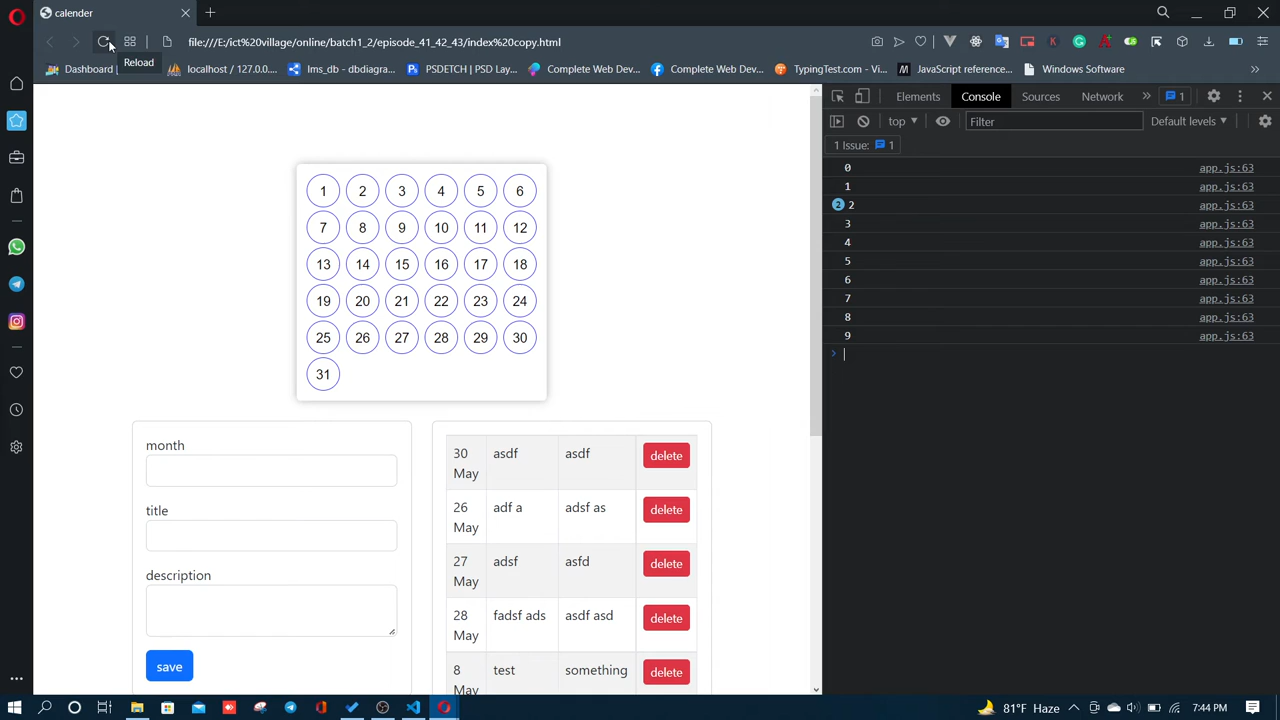 calender
file:///E:/ict%20village/online/batch1_2/episode_41_42_43/index%20copy.html
Reload
Dashboard
localhost / 127.0.0....
lms_db - dbdiagra...
PSDETCH | PSD Lay...
Complete Web Dev...
Complete Web Dev...
TypingTest.com - Vi...
JavaScript reference...
Windows Software
Elements
Console
Sources
Network
1
top
Filter
Default levels
1 Issue:
1
0 app.js:63
1 app.js:63
2 2 app.js:63
3 app.js:63
4 app.js:63
5 app.js:63
6 app.js:63
7 app.js:63
8 app.js:63
9 app.js:63
1 2 3 4 5 6
7 8 9 10 11 12
13 14 15 16 17 18
19 20 21 22 23 24
25 26 27 28 29 30
31
month
title
description
save
30 May asdf asdf delete
26 May adf a adsf as delete
27 May adsf asfd delete
28 May fadsf ads asdf asd delete
8 May test something delete
81°F Haze
7:44 PM